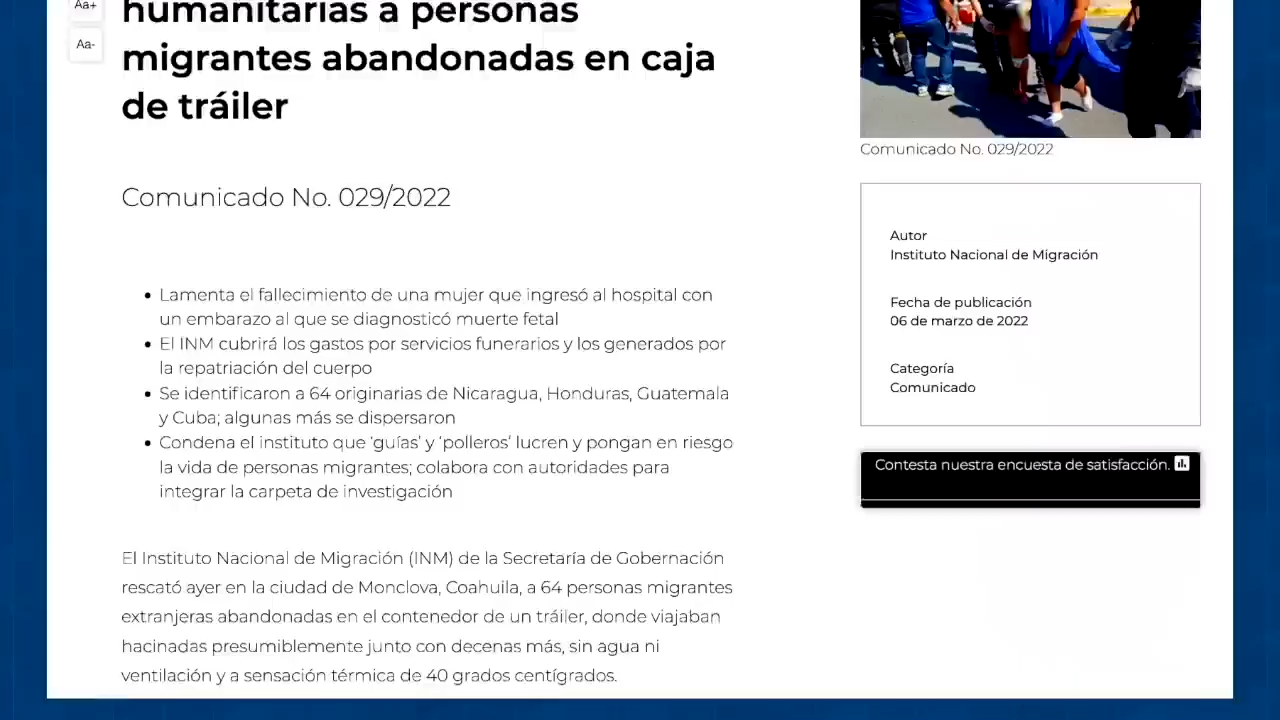 Aa+
Aa-
humanitarias a personas
migrantes abandonadas en caja
de tráiler
Comunicado No. 029/2022
Lamenta el fallecimiento de una mujer que ingresó al hospital con
un embarazo al que se diagnosticó muerte fetal
El INM cubrirá los gastos por servicios funerarios y los generados por
la repatriación del cuerpo
Se identificaron a 64 originarias de Nicaragua, Honduras, Guatemala
y Cuba; algunas más se dispersaron
Condena el instituto que ‘guías’ y ‘polleros’ lucren y pongan en riesgo
la vida de personas migrantes; colabora con autoridades para
integrar la carpeta de investigación
El Instituto Nacional de Migración (INM) de la Secretaría de Gobernación
rescató ayer en la ciudad de Monclova, Coahuila, a 64 personas migrantes
extranjeras abandonadas en el contenedor de un tráiler, donde viajaban
hacinadas presumiblemente junto con decenas más, sin agua ni
ventilación y a sensación térmica de 40 grados centígrados.
Comunicado No. 029/2022
Autor
Instituto Nacional de Migración
Fecha de publicación
06 de marzo de 2022
Categoría
Comunicado
Contesta nuestra encuesta de satisfacción.